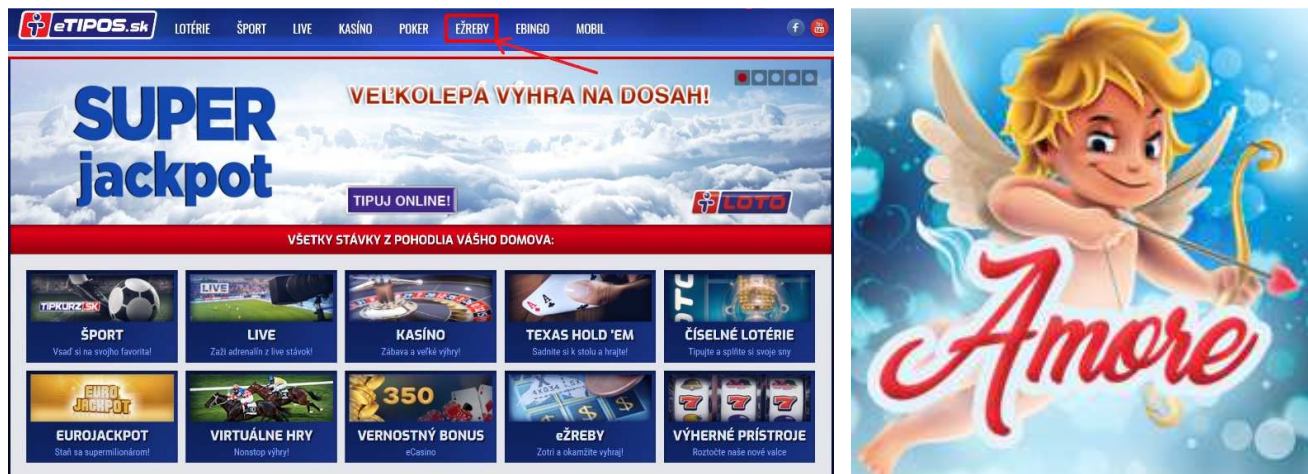 eTIPOS.sk
LOTÉRIE ŠPORT LIVE KASÍNO POKER EŽREBY EBINGO MOBIL
SUPER
jackpot
VEĽKOLEPÁ VÝHRA NA DOSAH!
TIPUJ ONLINE!
LOTO
VŠETKY STÁVKY Z POHODLIA VÁŠHO DOMOVA:
TIPKURZ.SK
ŠPORT
Vsaď si na svojho favorita!
LIVE
LIVE
Zaži adrenalín z live stávok!
KASÍNO
Zábava a veľké výhry!
A
A
TEXAS HOLD 'EM
Sadnite si k stolu a hrajte!
ČÍSELNÉ LOTÉRIE
Tipujte a splňte si svoje sny
EURO
JACKPOT
EUROJACKPOT
Staň sa supermilionárom!
VIRTUÁLNE HRY
Nonstop výhry!
350
VERNOSTNÝ BONUS
eCasino
eŽREBY
Zotri a okamžite vyhraj!
7 7 7
VÝHERNÉ PRÍSTROJE
Roztočte naše nové valce
Amore